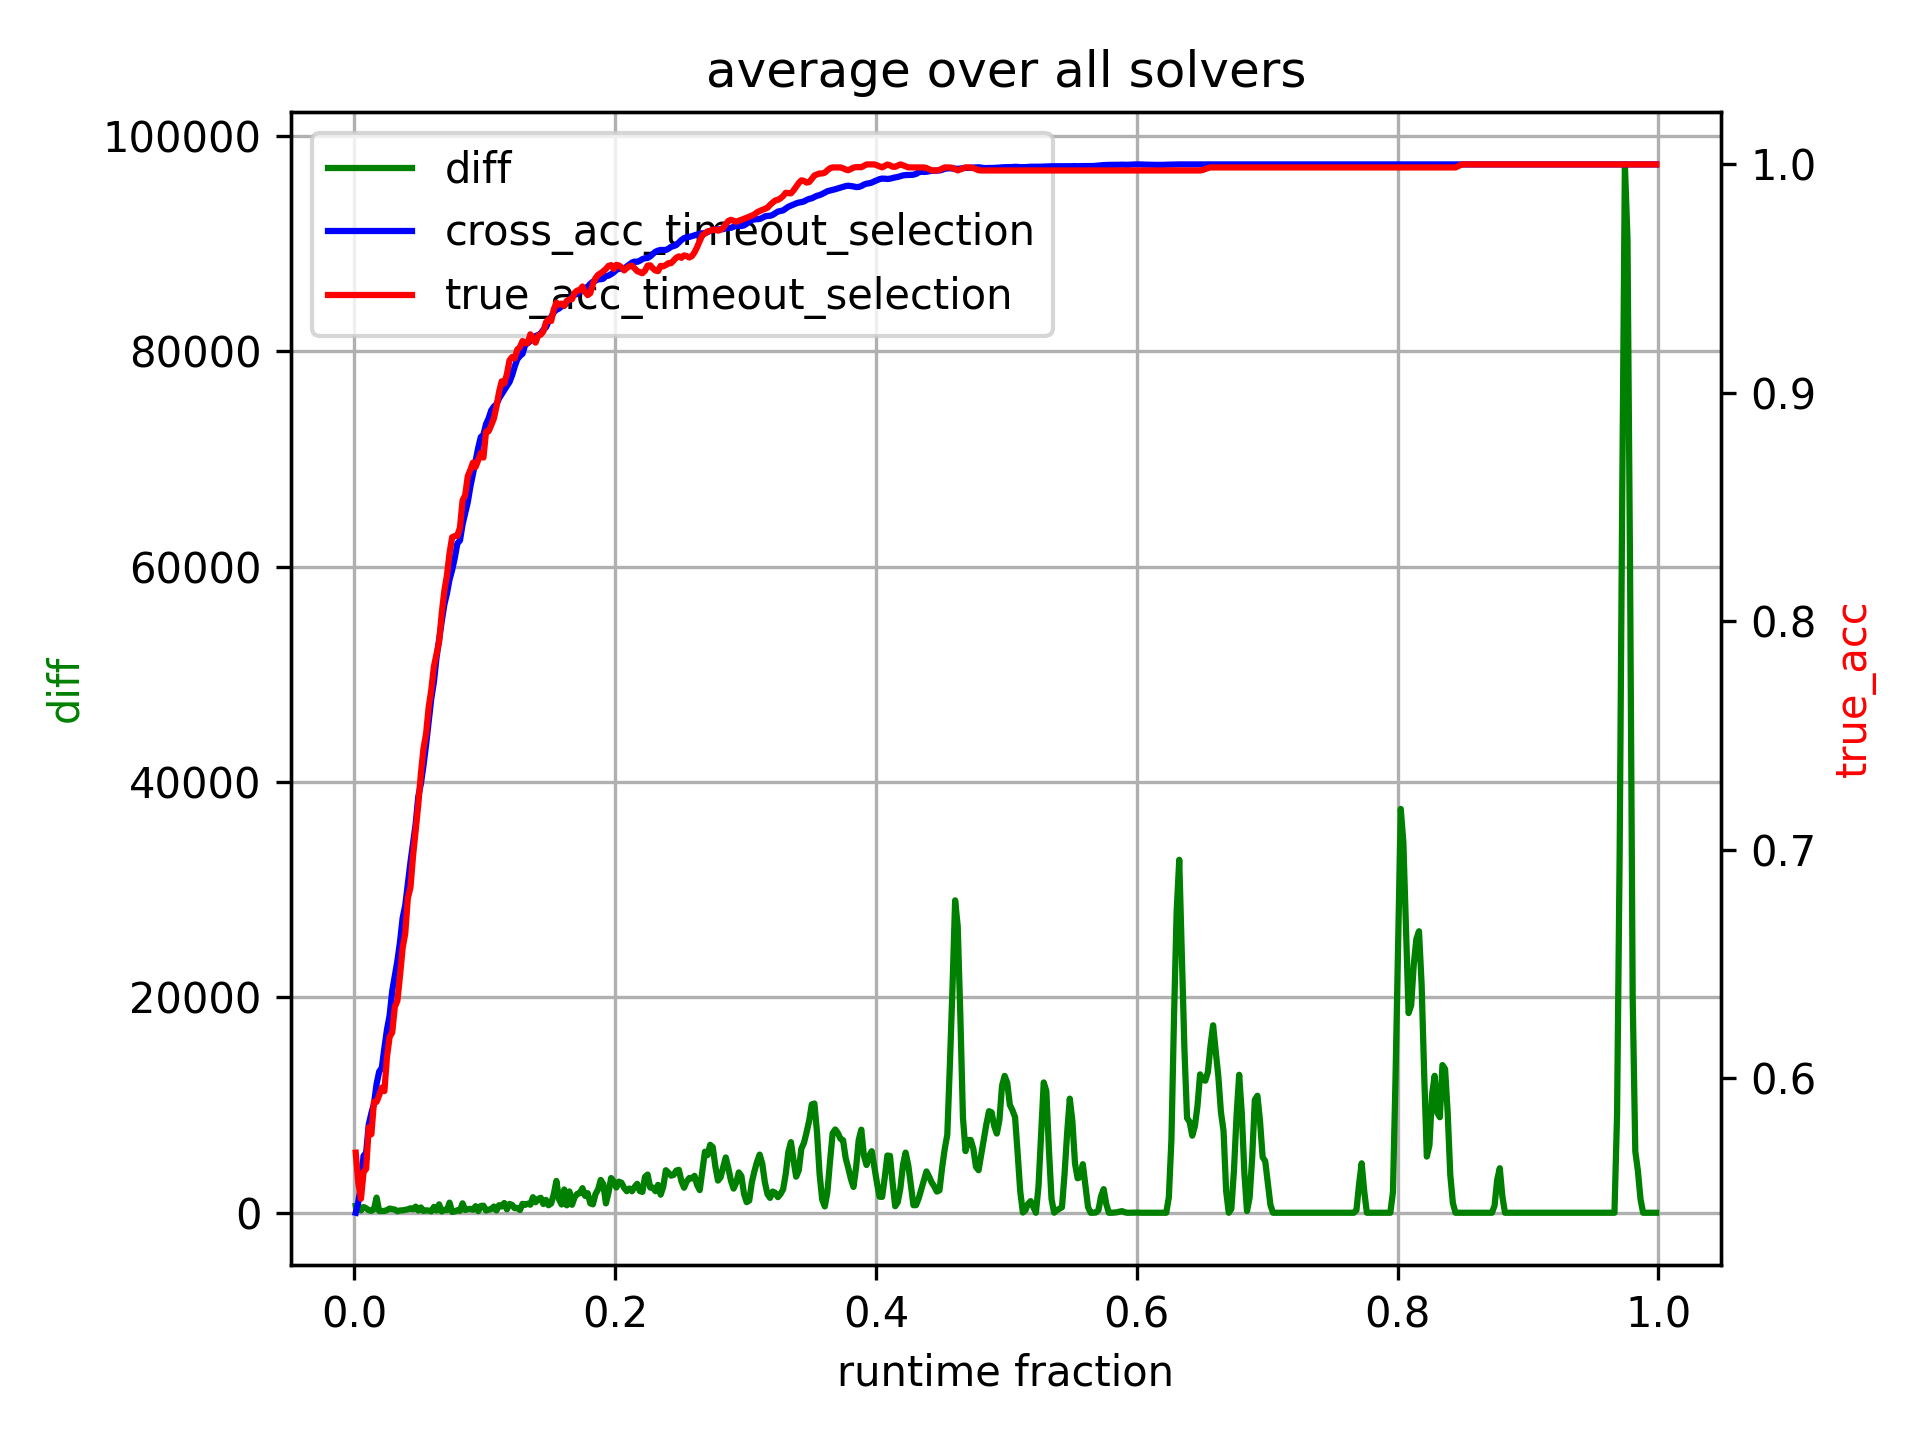 average over all solvers
100000
80000
60000
40000
20000
0
diff
diff
cross_acc_timeout_selection
true_acc_timeout_selection
1.0
0.9
0.8
0.7
0.6
true_acc
0.0 0.2 0.4 0.6 0.8 1.0
runtime fraction